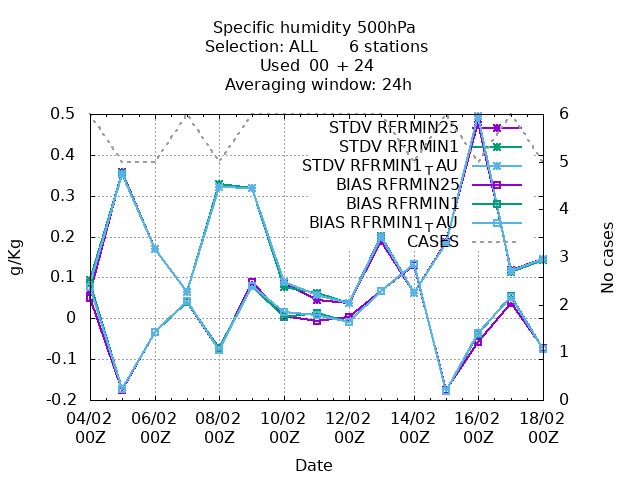 Specific humidity 500hPa
Selection: ALL 6 stations
Used 00 + 24
Averaging window: 24h
0.5
0.4
0.3
0.2
0.1
0
-0.1
-0.2
g/Kg
STDV RFRMIN25
STDV RFRMIN1
STDV RFRMIN1TAU
BIAS RFRMIN25
BIAS RFRMIN1
BIAS RFRMIN1TAU
CASES
6
5
4
3
2
1
0
No cases
04/02 06/02 08/02 10/02 12/02 14/02 16/02 18/02
00Z 00Z 00Z 00Z 00Z 00Z 00Z 00Z
Date